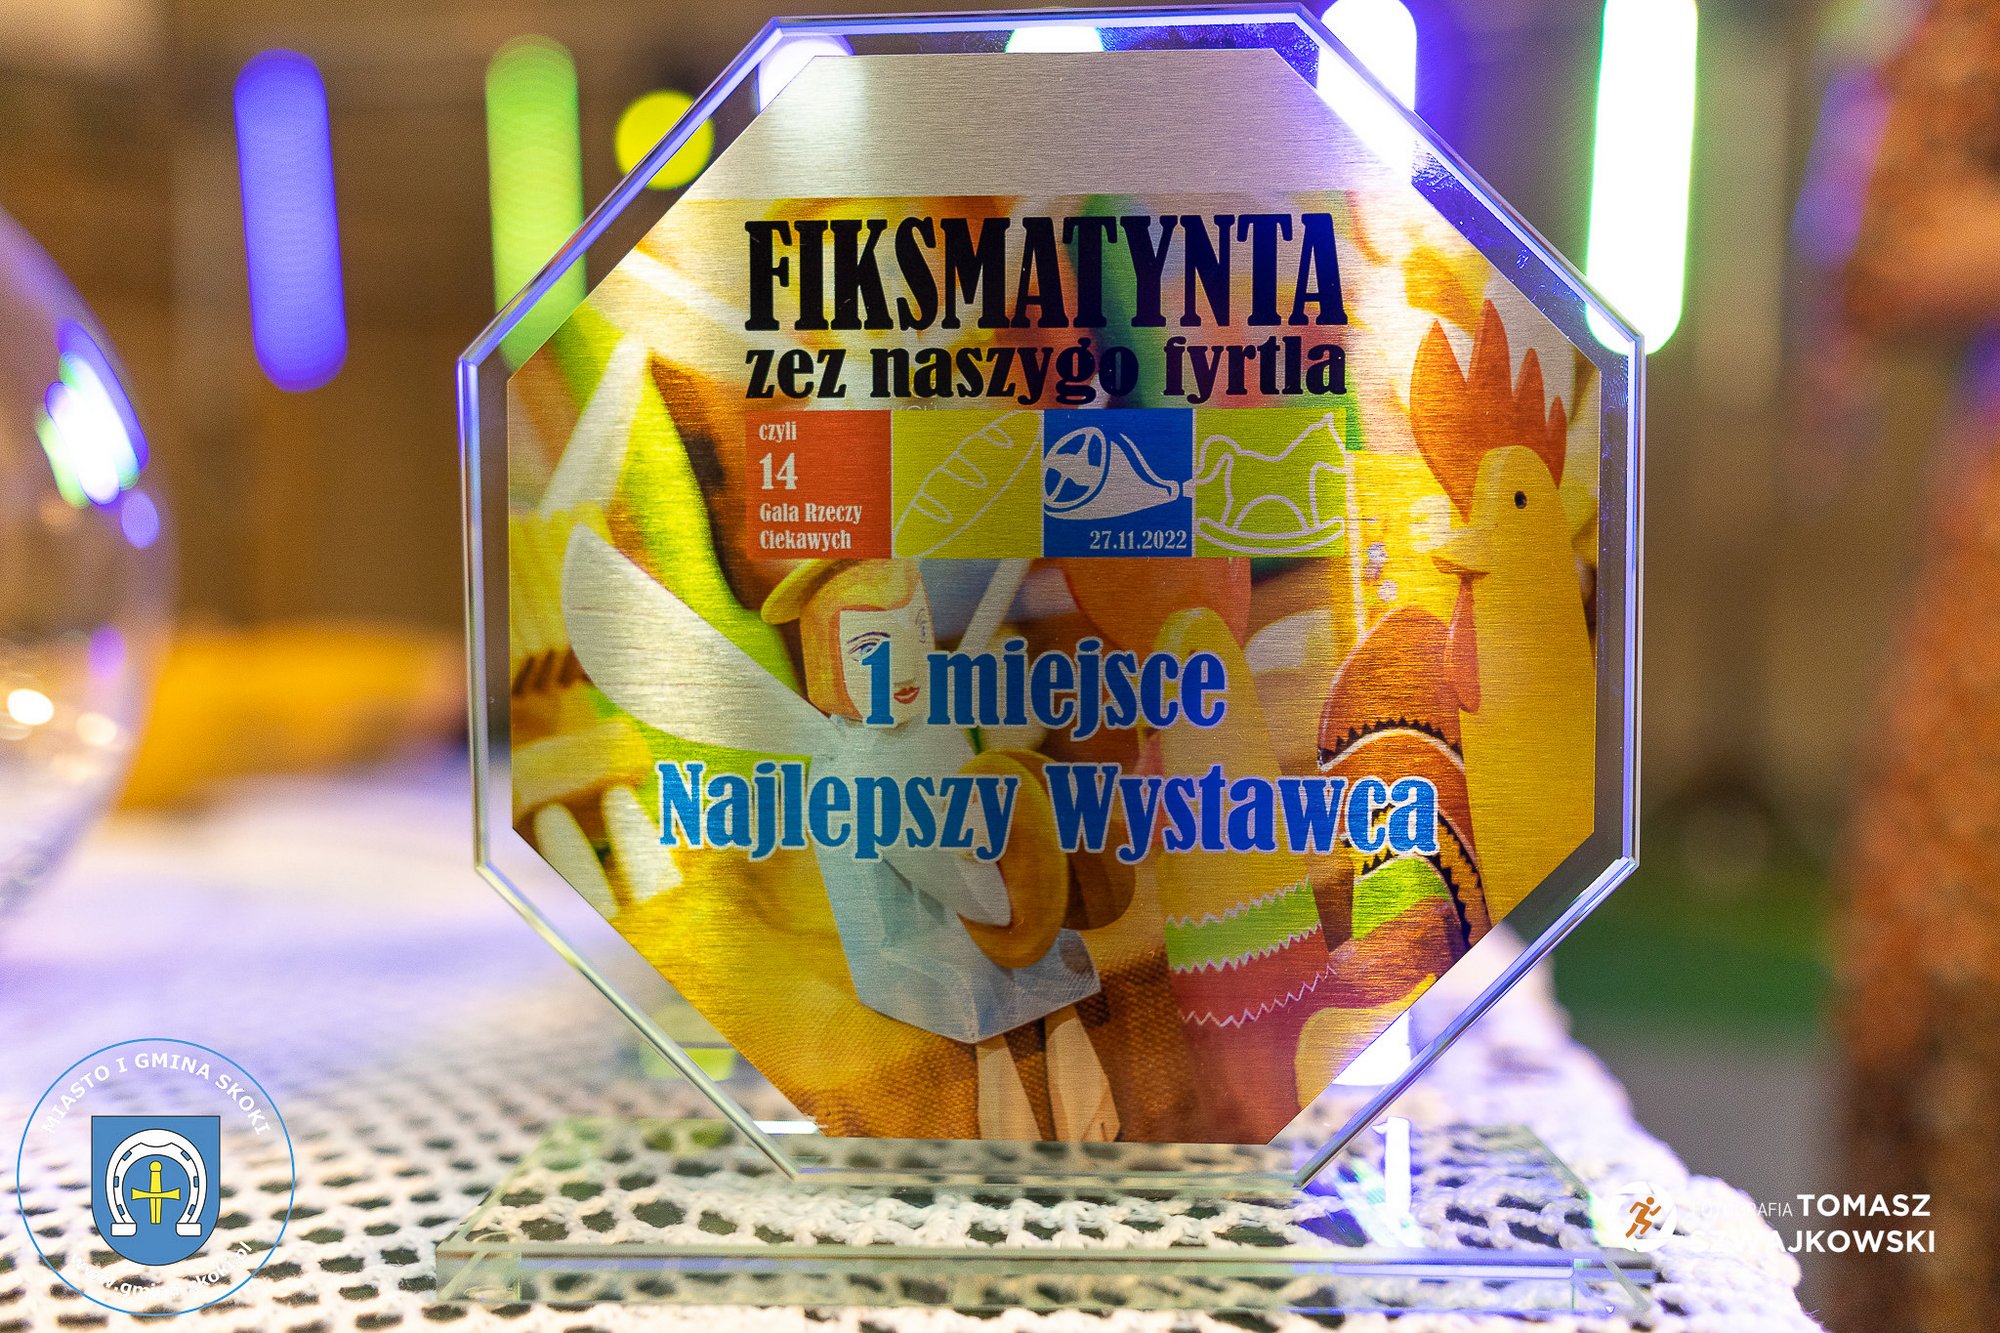 FIKSMATYNTA
zez naszygo fyrtla
czyli
14
Gala Rzeczy
Ciekawych
27.11.2022
1 miejsce
Najlepszy Wystawca
MIASTO I GMINA SKOKI
TOMASZ